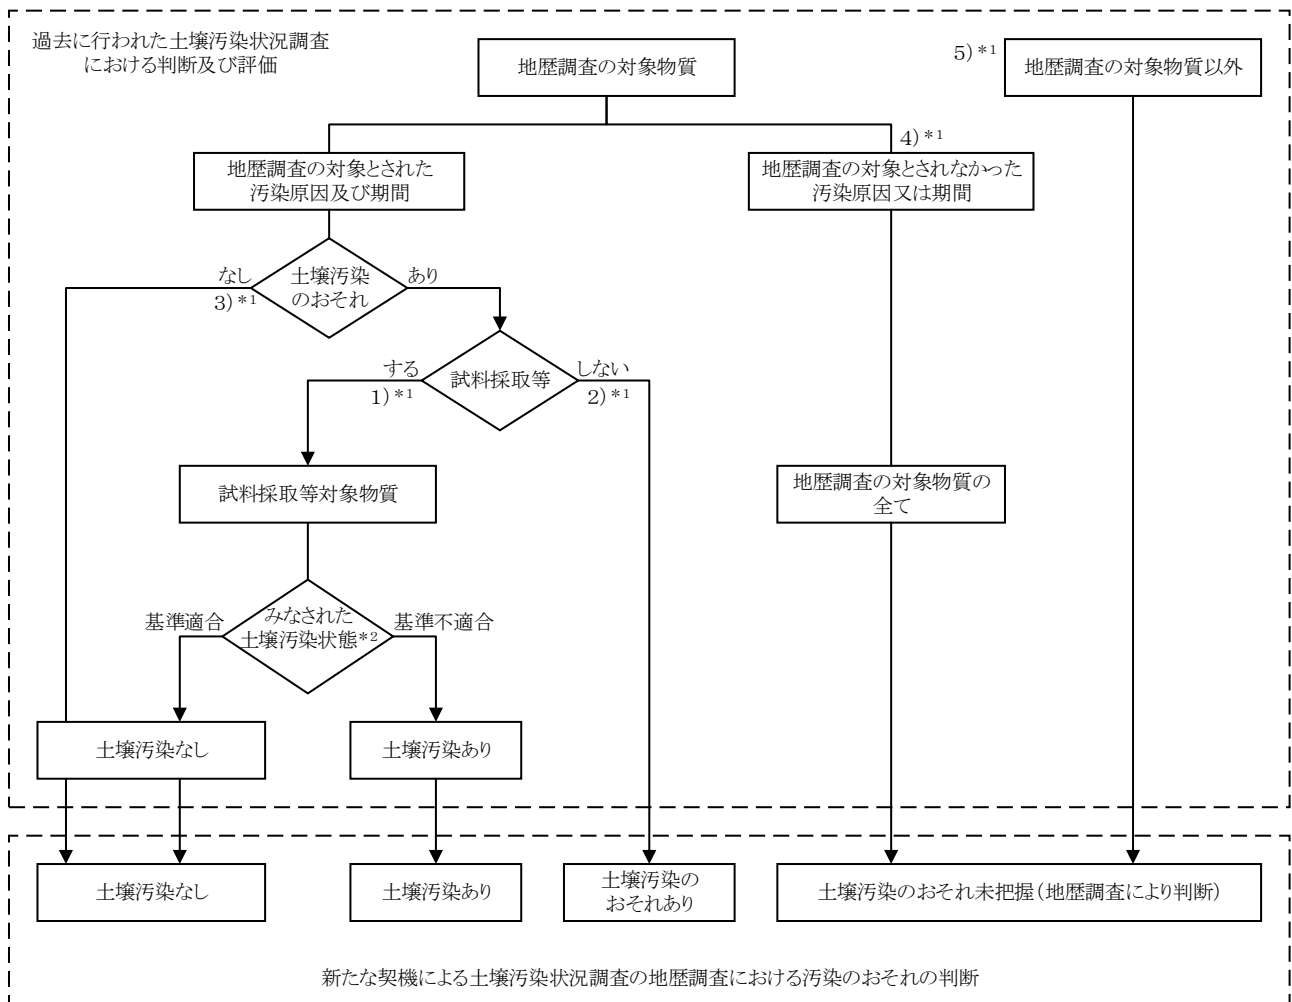 過去に行われた土壌汚染状況調査
における判断及び評価
地歴調査の対象物質
5)*1
地歴調査の対象物質以外
4)*1
地歴調査の対象とされた
汚染原因及び期間
地歴調査の対象とされなかった
汚染原因又は期間
なし
3)*1
土壌汚染
のおそれ
あり
する
1)*1
試料採取等
しない
2)*1
試料採取等対象物質
地歴調査の対象物質の
全て
基準適合
みなされた
土壌汚染状態*2
基準不適合
土壌汚染なし
土壌汚染あり
土壌汚染なし
土壌汚染あり
土壌汚染の
おそれあり
土壌汚染のおそれ未把握(地歴調査により判断)
新たな契機による土壌汚染状況調査の地歴調査における汚染のおそれの判断